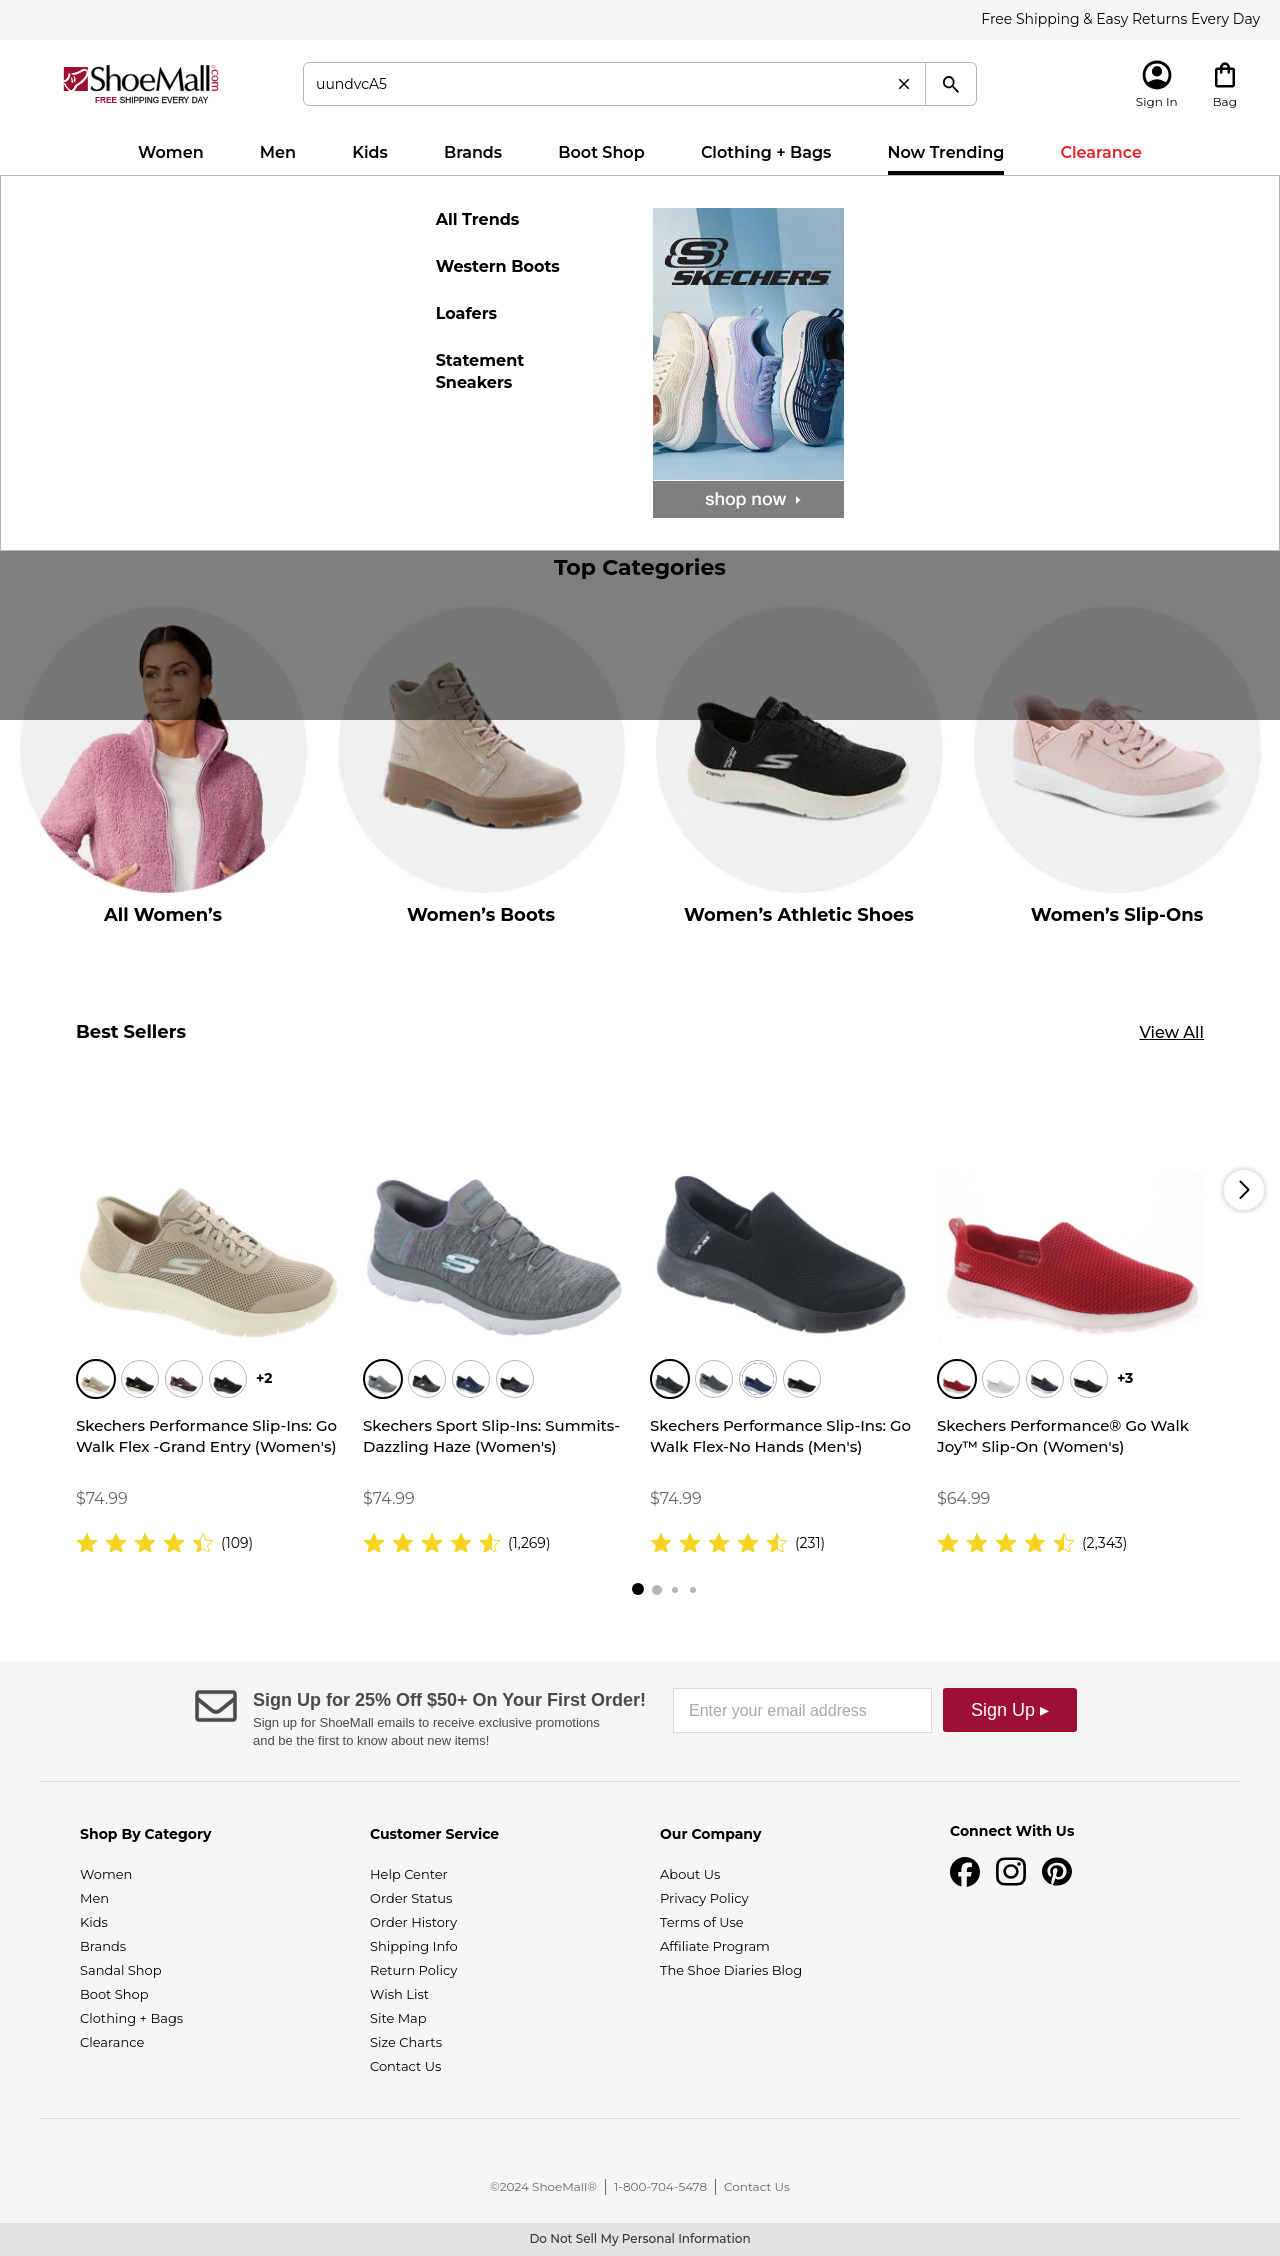 Free Shipping & Easy Returns Every Day
ShoeMall.com
FREE SHIPPING EVERY DAY
uundvcA5
Sign In
Bag
Women
Men
Kids
Brands
Boot Shop
Clothing + Bags
Now Trending
Clearance
All Trends
Western Boots
Loafers
Statement
Sneakers
SKECHERS
shop now
Top Categories
All Women’s
Women’s Boots
Women’s Athletic Shoes
Women’s Slip-Ons
Best Sellers
View All
+2
+3
Skechers Performance Slip-Ins: Go
Walk Flex -Grand Entry (Women's)
$74.99
(109)
Skechers Sport Slip-Ins: Summits-
Dazzling Haze (Women's)
$74.99
(1,269)
Skechers Performance Slip-Ins: Go
Walk Flex-No Hands (Men's)
$74.99
(231)
Skechers Performance® Go Walk
Joy™ Slip-On (Women's)
$64.99
(2,343)
Sign Up for 25% Off $50+ On Your First Order!
Sign up for ShoeMall emails to receive exclusive promotions
and be the first to know about new items!
Enter your email address
Sign Up ▸
Shop By Category
Women
Men
Kids
Brands
Sandal Shop
Boot Shop
Clothing + Bags
Clearance
Customer Service
Help Center
Order Status
Order History
Shipping Info
Return Policy
Wish List
Site Map
Size Charts
Contact Us
Our Company
About Us
Privacy Policy
Terms of Use
Affiliate Program
The Shoe Diaries Blog
Connect With Us
©2024 ShoeMall® | 1-800-704-5478 | Contact Us
Do Not Sell My Personal Information